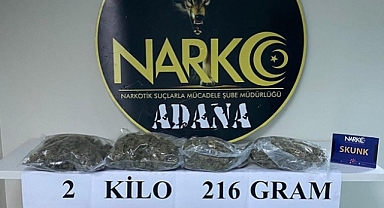 NARKO
NARKOTİK SUÇLARLA MÜCADELE ŞUBE MÜDÜRLÜĞÜ
ADANA
NARKO
SKUNK
2 KİLO 216 GRAM